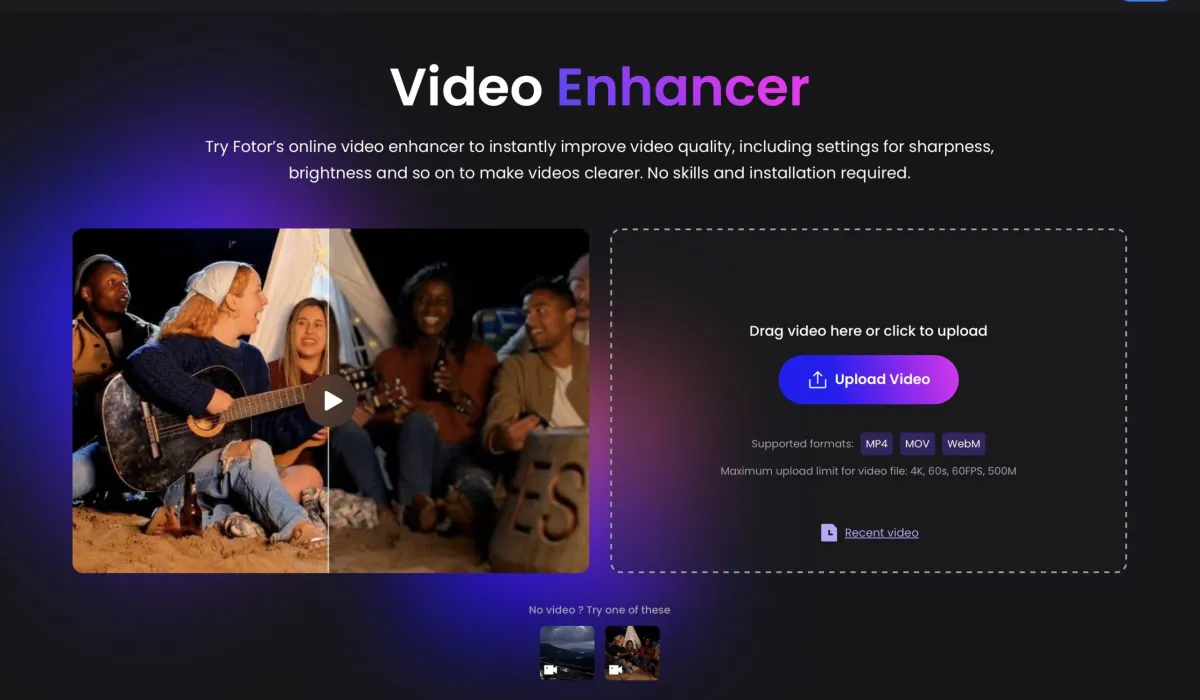 Video Enhancer
Try Fotor’s online video enhancer to instantly improve video quality, including settings for sharpness,
brightness and so on to make videos clearer. No skills and installation required.
Drag video here or click to upload
Upload Video
Supported formats: MP4 MOV WebM
Maximum upload limit for video file: 4K, 60s, 60FPS, 500M
Recent video
ES
No video ? Try one of these